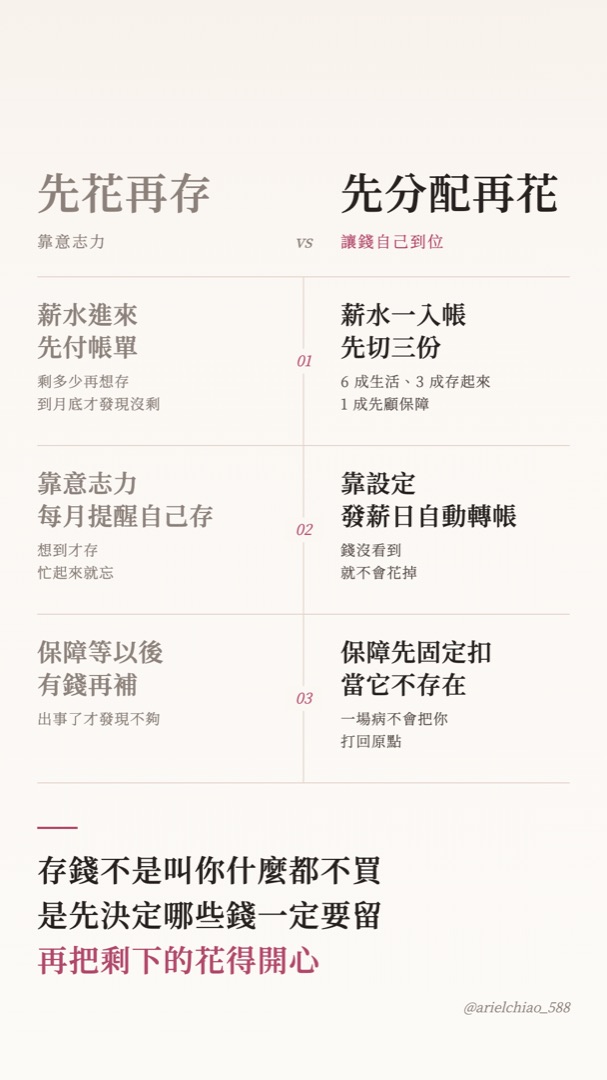 先花再存
靠意志力
vs
先分配再花
讓錢自己到位
薪水進來
先付帳單
剩多少再想存
到月底才發現沒剩
01
薪水一入帳
先切三份
6 成生活、3 成存起來
1 成先顧保障
靠意志力
每月提醒自己存
想到才存
忙起來就忘
02
靠設定
發薪日自動轉帳
錢沒看到
就不會花掉
保障等以後
有錢再補
出事了才發現不夠
03
保障先固定扣
當它不存在
一場病不會把你
打回原點
存錢不是叫你什麼都不買
是先決定哪些錢一定要留
再把剩下的花得開心
@arielchiao_588